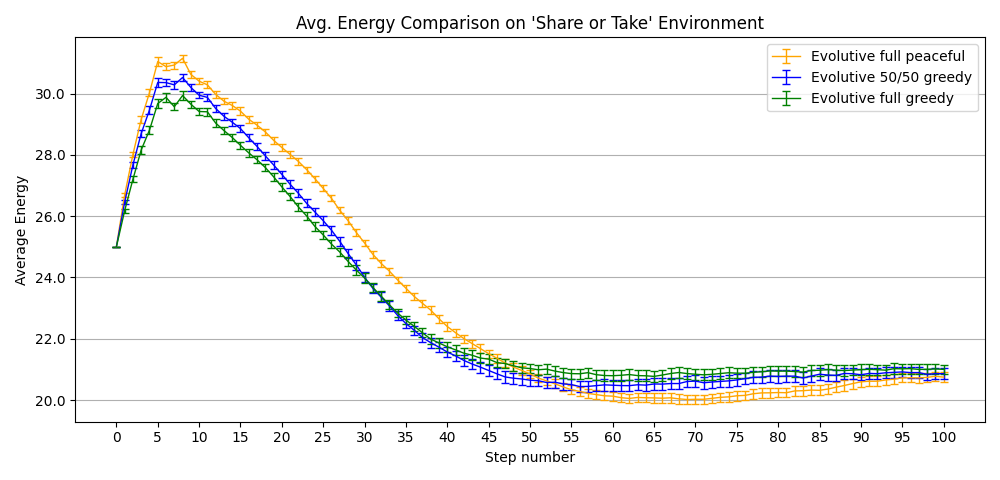 Avg. Energy Comparison on 'Share or Take' Environment
Evolutive full peaceful
Evolutive 50/50 greedy
Evolutive full greedy
Average Energy
30.0
28.0
26.0
24.0
22.0
20.0
0 5 10 15 20 25 30 35 40 45 50 55 60 65 70 75 80 85 90 95 100
Step number